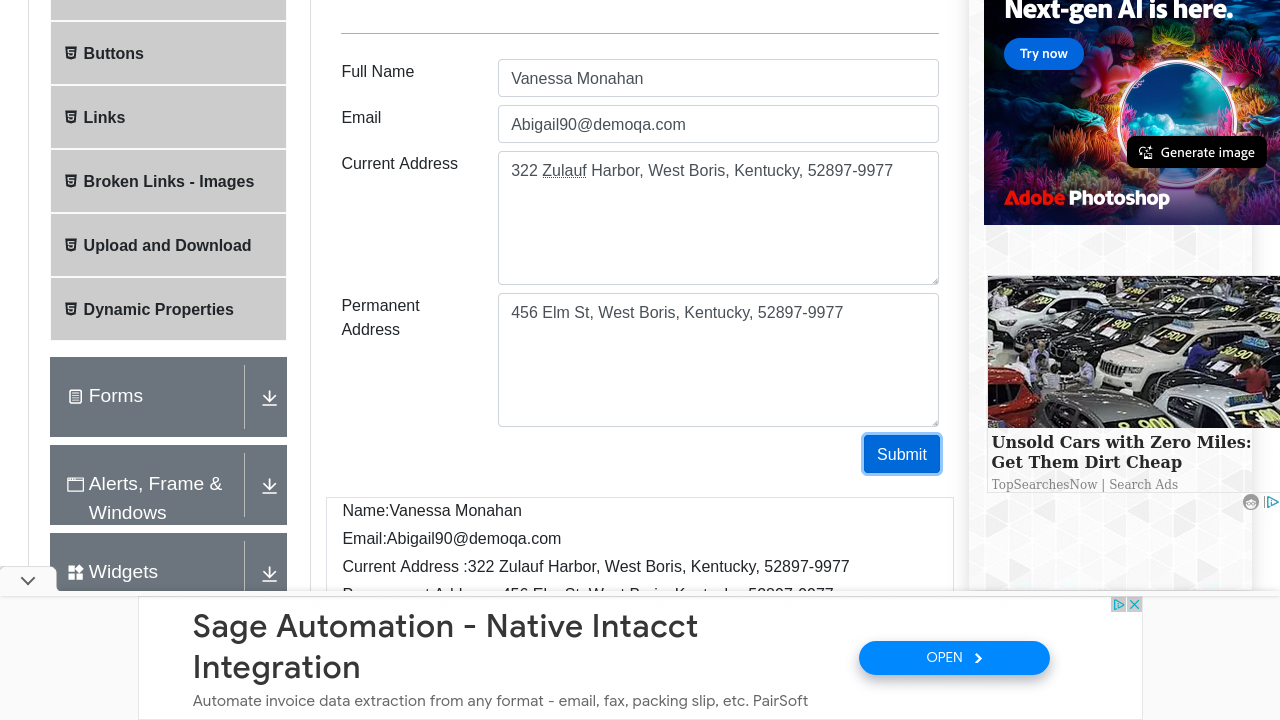 Buttons
Links
Broken Links - Images
Upload and Download
Dynamic Properties
Forms
Alerts, Frame &
Windows
Widgets
Full Name
Vanessa Monahan
Email
Abigail90@demoqa.com
Current Address
322 Zulauf Harbor, West Boris, Kentucky, 52897-9977
Permanent
Address
456 Elm St, West Boris, Kentucky, 52897-9977
Submit
Name:Vanessa Monahan
Email:Abigail90@demoqa.com
Current Address :322 Zulauf Harbor, West Boris, Kentucky, 52897-9977
Next-gen AI is here.
Try now
Generate image
Adobe Photoshop
Unsold Cars with Zero Miles:
Get Them Dirt Cheap
TopSearchesNow | Search Ads
Sage Automation - Native Intacct
Integration
Automate invoice data extraction from any format - email, fax, packing slip, etc. PairSoft
OPEN